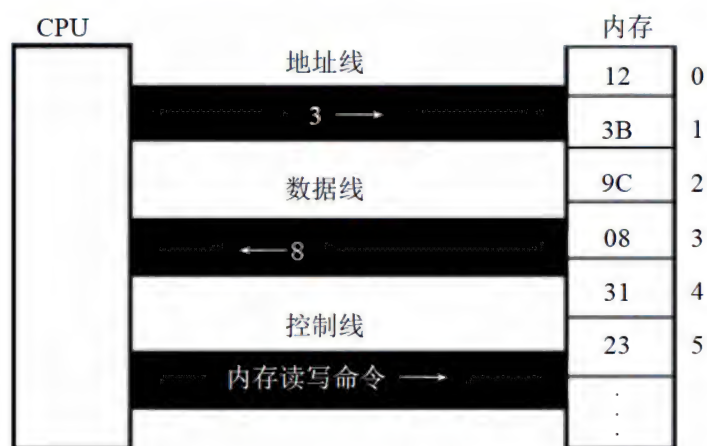 CPU
内存
地址线
12 0
3 →
3B 1
9C 2
数据线
08 3
← 8
31 4
控制线
23 5
内存读写命令 →
.
.
.